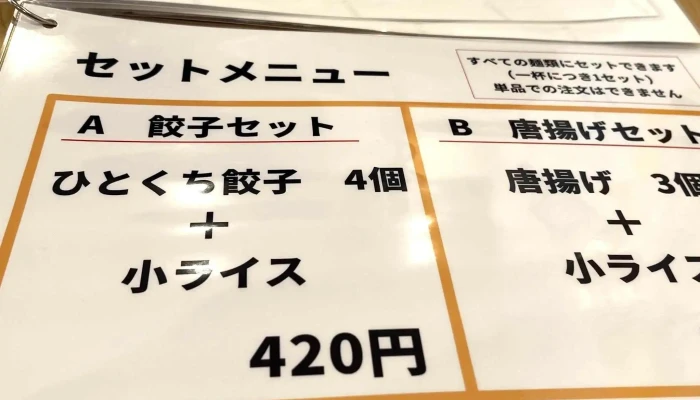 セットメニュー
すべての麺類にセットできます
(一杯につき1セット)
単品での注文はできません
A 餃子セット
ひとくち餃子 4個
＋
小ライス
420円
B 唐揚げセット
唐揚げ 3個
＋
小ライス